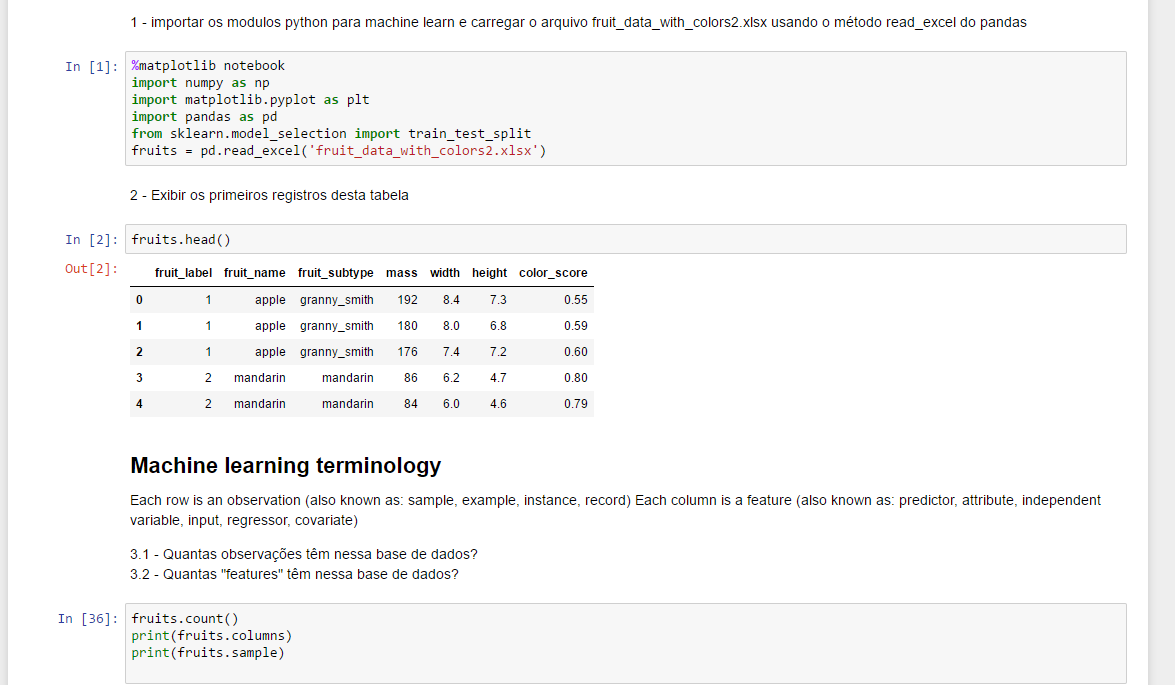 1 - importar os modulos python para machine learn e carregar o arquivo fruit_data_with_colors2.xlsx usando o método read_excel do pandas
In [1]: %matplotlib notebook
import numpy as np
import matplotlib.pyplot as plt
import pandas as pd
from sklearn.model_selection import train_test_split
fruits = pd.read_excel('fruit_data_with_colors2.xlsx')
2 - Exibir os primeiros registros desta tabela
In [2]: fruits.head()
Out[2]:
fruit_label fruit_name fruit_subtype mass width height color_score
0 1 apple granny_smith 192 8.4 7.3 0.55
1 1 apple granny_smith 180 8.0 6.8 0.59
2 1 apple granny_smith 176 7.4 7.2 0.60
3 2 mandarin mandarin 86 6.2 4.7 0.80
4 2 mandarin mandarin 84 6.0 4.6 0.79
Machine learning terminology
Each row is an observation (also known as: sample, example, instance, record) Each column is a feature (also known as: predictor, attribute, independent
variable, input, regressor, covariate)
3.1 - Quantas observações têm nessa base de dados?
3.2 - Quantas "features" têm nessa base de dados?
In [36]: fruits.count()
print(fruits.columns)
print(fruits.sample)